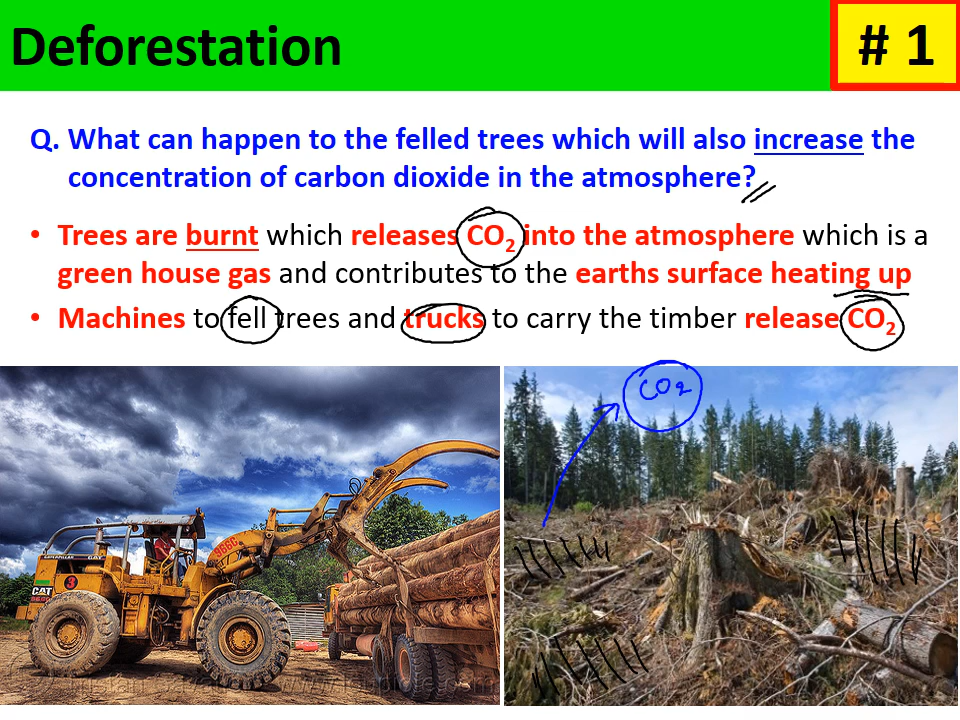 Deforestation
# 1
Q. What can happen to the felled trees which will also increase the
concentration of carbon dioxide in the atmosphere?
• Trees are burnt which releases CO₂ into the atmosphere which is a
green house gas and contributes to the earths surface heating up
• Machines to fell trees and trucks to carry the timber release CO₂
CO₂
966C
CATERPILLAR
3
CAT